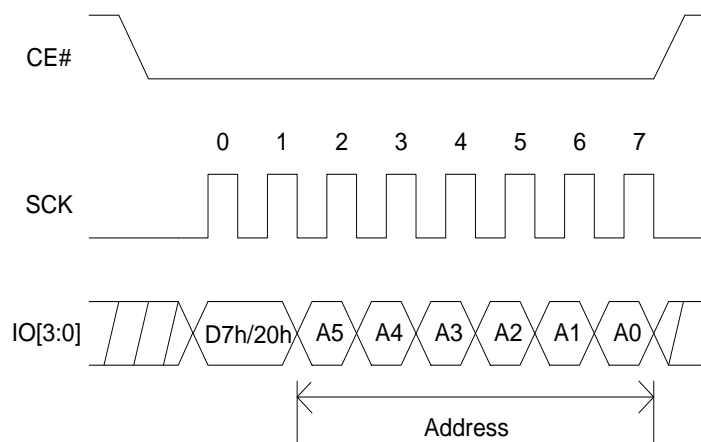 CE#
0 1 2 3 4 5 6 7
SCK
IO[3:0] D7h/20h A5 A4 A3 A2 A1 A0
Address